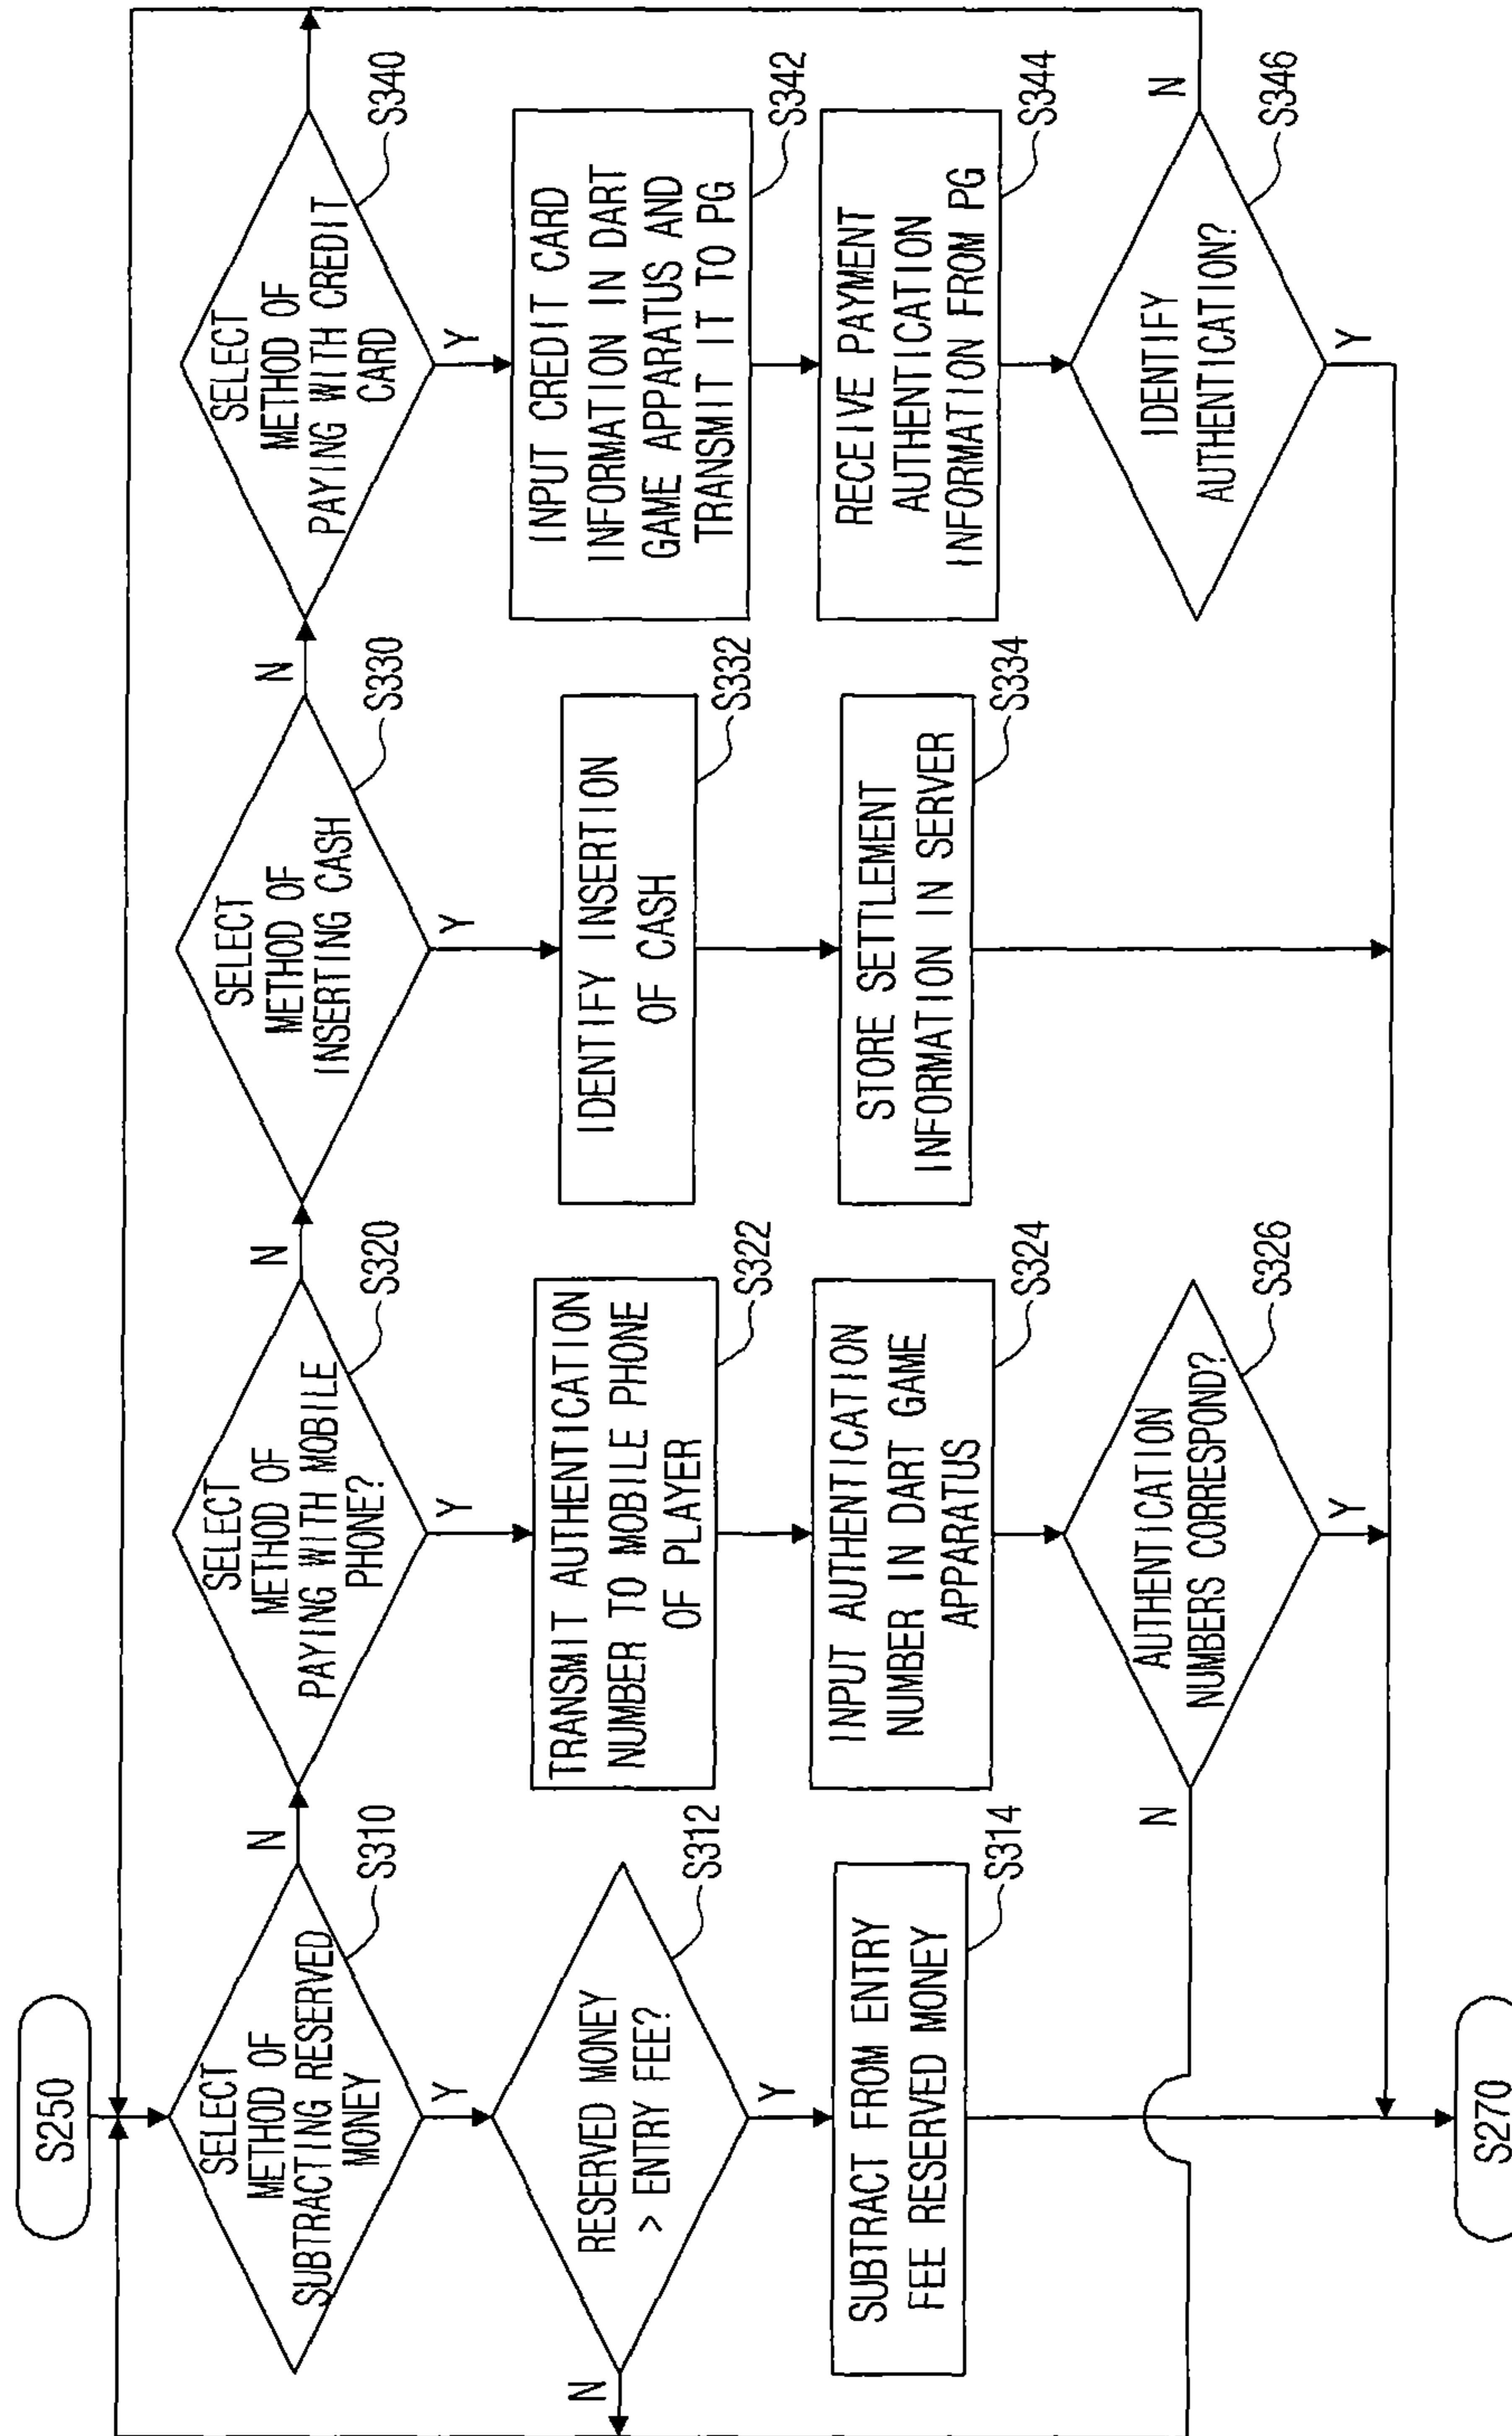 S250
SELECT
METHOD OF
SUBTRACTING RESERVED
MONEY
S310
N
Y
RESERVED MONEY
> ENTRY FEE?
S312
N
Y
SUBTRACT FROM ENTRY
FEE RESERVED MONEY
S314
SELECT
METHOD OF
PAYING WITH MOBILE
PHONE?
S320
N
Y
TRANSMIT AUTHENTICATION
NUMBER TO MOBILE PHONE
OF PLAYER
S322
INPUT AUTHENTICATION
NUMBER IN DART GAME
APPARATUS
S324
AUTHENTICATION
NUMBERS CORRESPOND?
S326
N
Y
SELECT
METHOD OF
INSERTING CASH
S330
N
Y
IDENTIFY INSERTION
OF CASH
S332
STORE SETTLEMENT
INFORMATION IN SERVER
S334
SELECT
METHOD OF
PAYING WITH CREDIT
CARD
S340
Y
INPUT CREDIT CARD
INFORMATION IN DART
GAME APPARATUS AND
TRANSMIT IT TO PG
S342
RECEIVE PAYMENT
AUTHENTICATION
INFORMATION FROM PG
S344
IDENTIFY
AUTHENTICATION?
S346
N
Y
S270